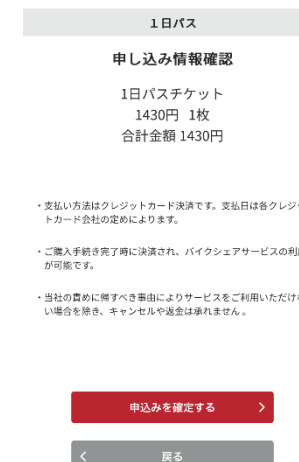 1日パス
申し込み情報確認
1日パスチケット
1430円 1枚
合計金額 1430円
・支払い方法はクレジットカード決済です。支払日は各クレジッ
トカード会社の定めによります。
・ご購入手続き完了時に決済され、バイクシェアサービスの利用
が可能です。
・当社の責めに帰すべき事由によりサービスをご利用いただけな
い場合を除き、キャンセルや返金は承れません。
申込みを確定する
戻る